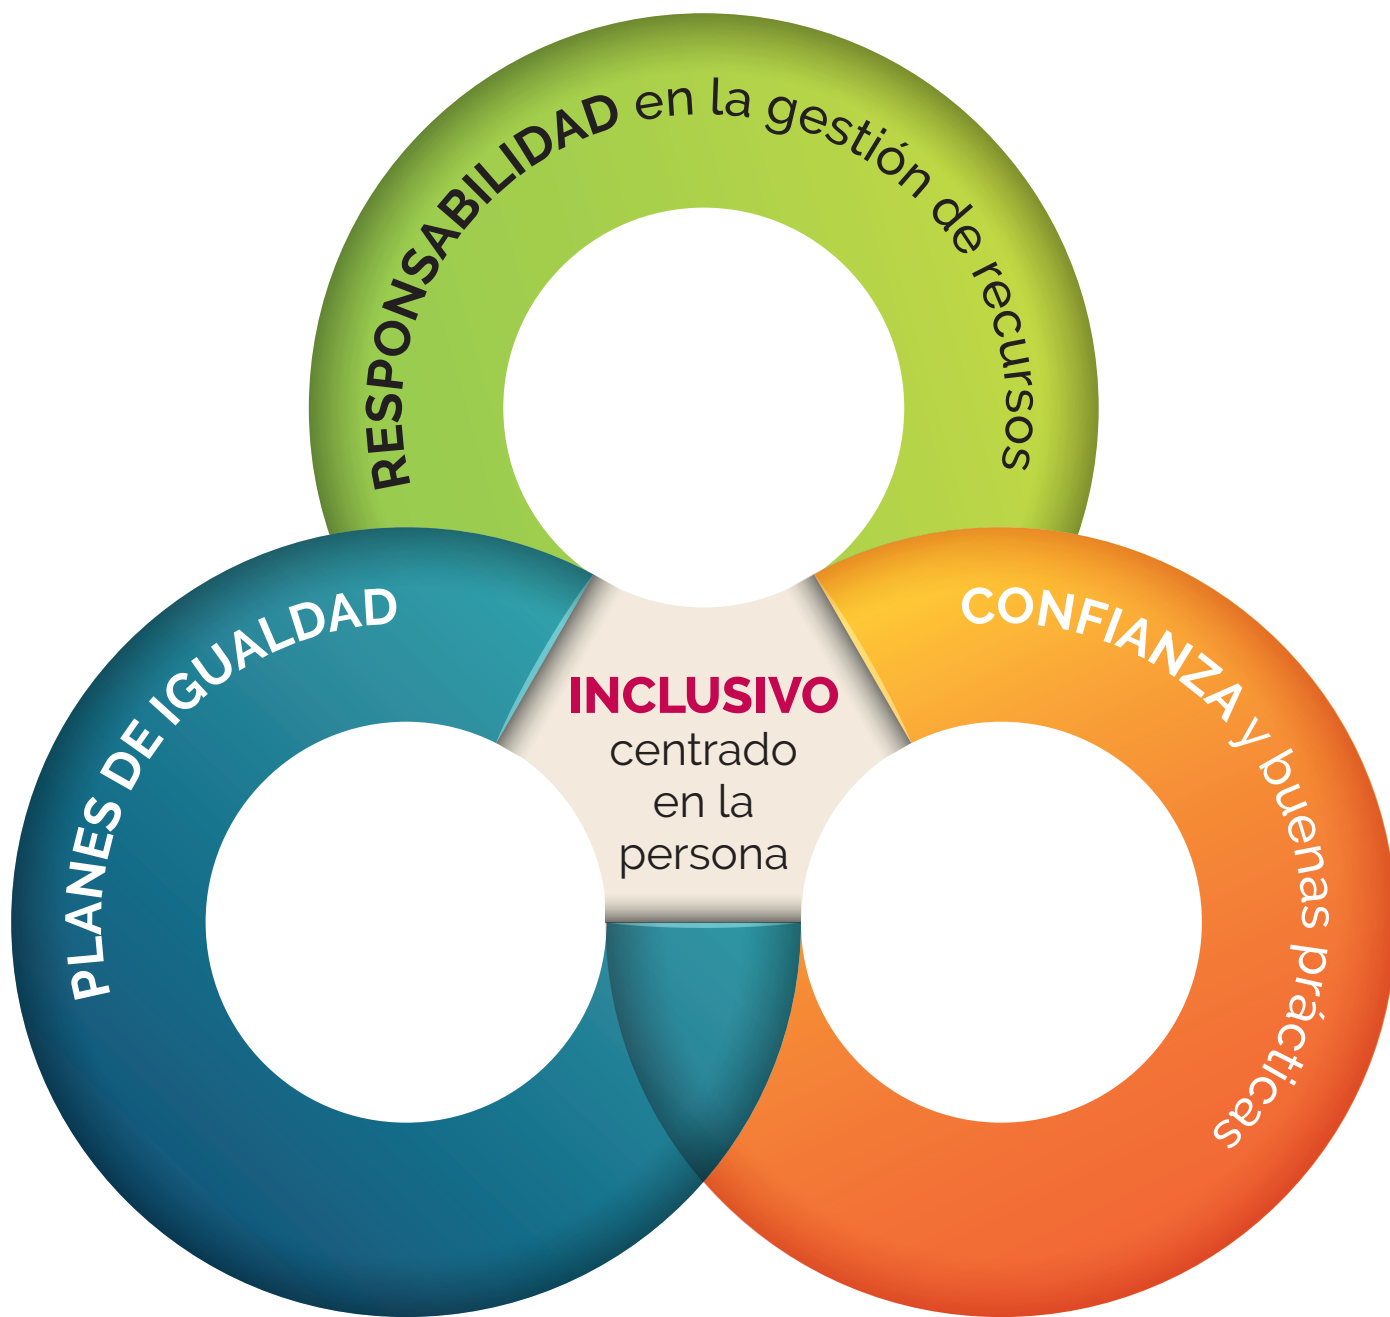 RESPONSABILIDAD en la gestión de recursos
PLANES DE IGUALDAD
INCLUSIVO
centrado
en la
persona
CONFIANZA y buenas prácticas